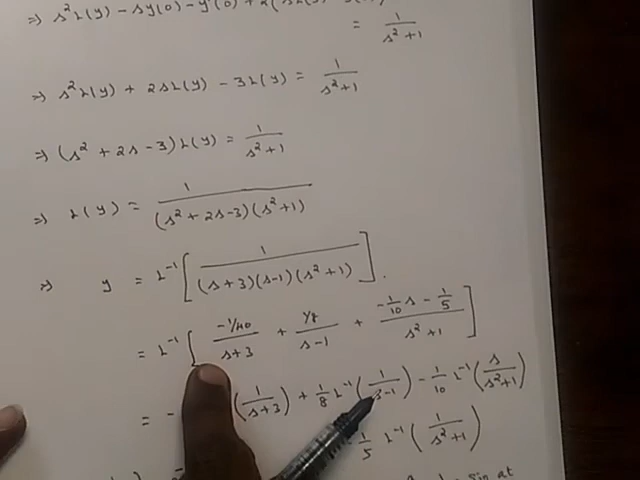 ⇒ s²L(y) - sy(0) - y'(0) + 2(
= 1/(s²+1)
⇒ s²L(y) + 2sL(y) - 3L(y) = 1/(s²+1)
⇒ (s² + 2s - 3)L(y) = 1/(s²+1)
⇒ L(y) = 1/((s² + 2s - 3)(s²+1))
⇒ y = L⁻¹[1/((s+3)(s-1)(s²+1))].
= L⁻¹[(-1/40)/(s+3) + (1/8)/(s-1) + (-1/10 s - 1/5)/(s²+1)]
= - (1/(s+3)) + 1/8 L⁻¹(1/(s-1)) - 1/10 L⁻¹(s/(s²+1))
1/5 L⁻¹(1/(s²+1))
sin at